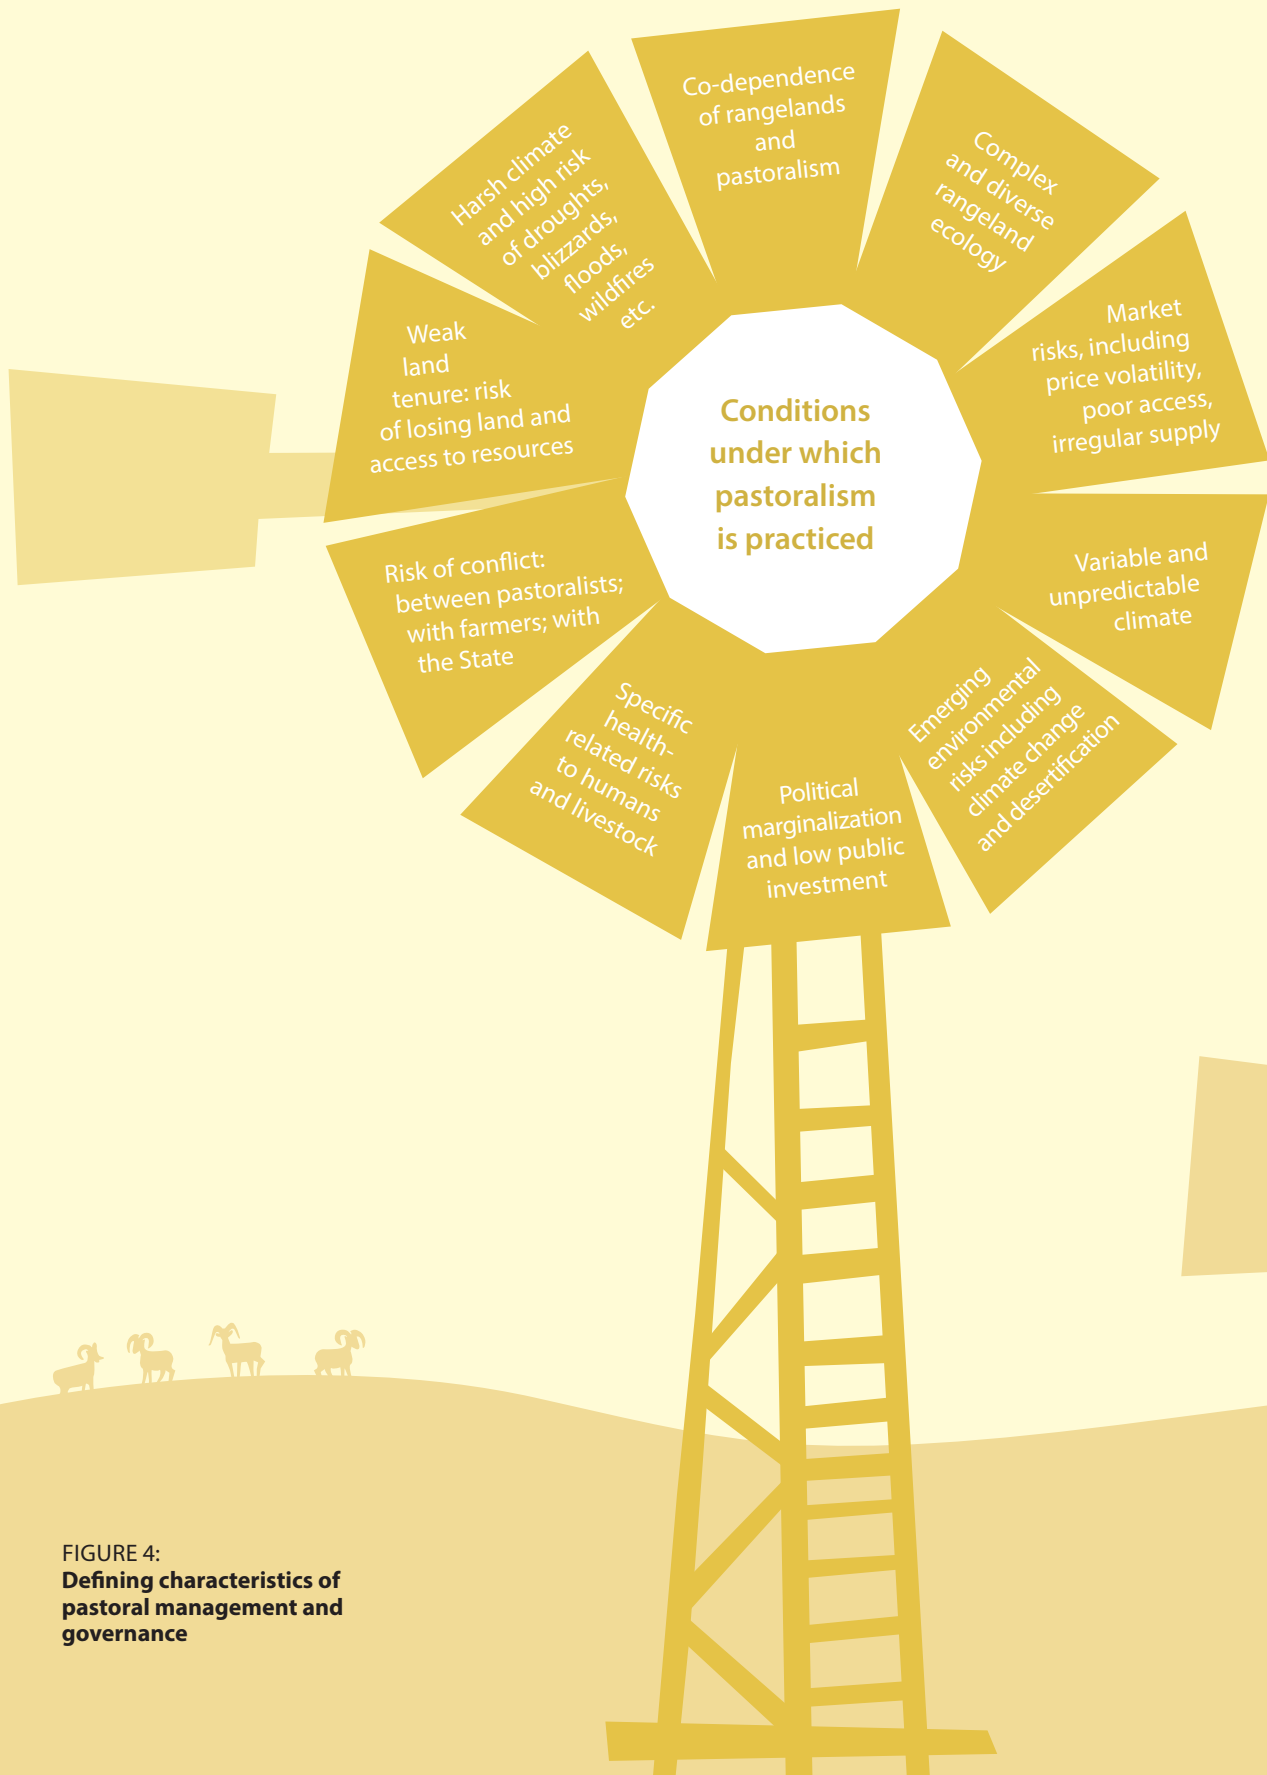 Co-dependence
of rangelands
and
pastoralism
Complex
and diverse
rangeland
ecology
Market
risks, including
price volatility,
poor access,
irregular supply
Variable and
unpredictable
climate
Emerging
environmental
risks including
climate change
and desertification
Political
marginalization
and low public
investment
Specific
health-
related risks
to humans
and livestock
Risk of conflict:
between pastoralists;
with farmers; with
the State
Weak
land
tenure: risk
of losing land and
access to resources
Harsh climate
and high risk
of droughts,
blizzards,
floods,
wildfires
etc.
Conditions
under which
pastoralism
is practiced
FIGURE 4:
Defining characteristics of
pastoral management and
governance